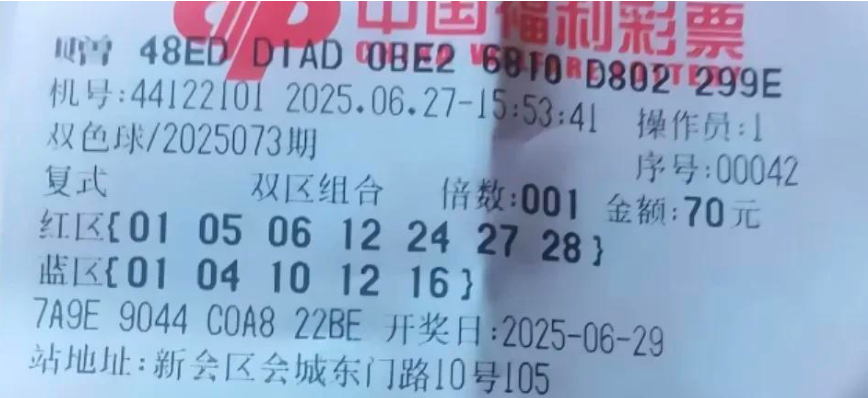 中国福利彩票
48ED D1AD 0BE2 6810 D802 299E
机号:44122101 2025.06.27-15:53:41 操作员:1
双色球/2025073期 序号:00042
复式 双区组合 倍数:001 金额:70元
红区{01 05 06 12 24 27 28}
蓝区{01 04 10 12 16}
7A9E 9044 C0A8 22BE 开奖日:2025-06-29
站地址:新会区会城东门路10号105